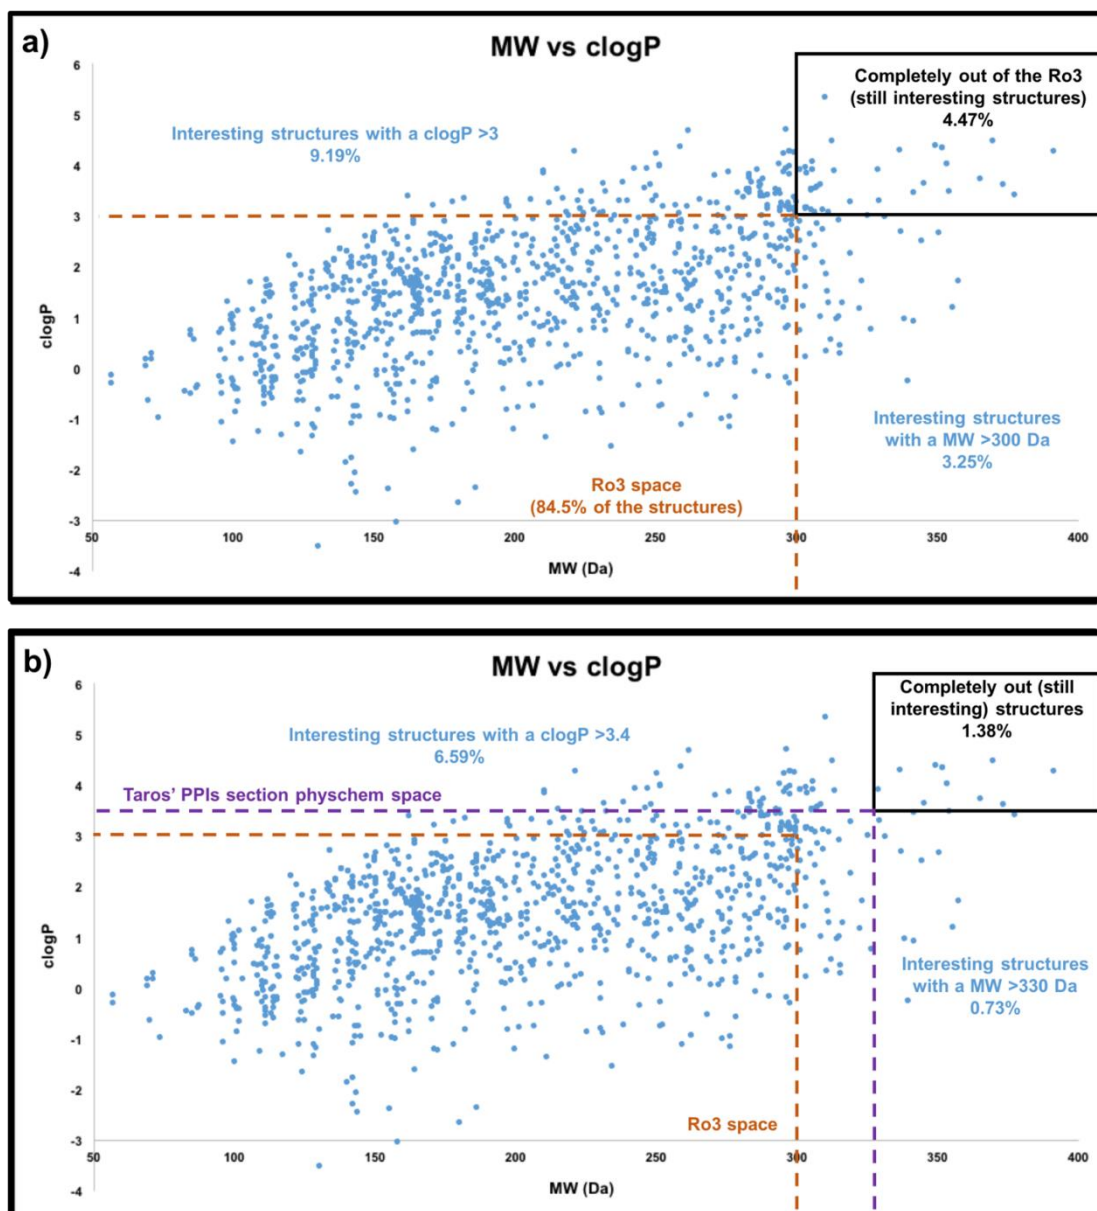 a)
MW vs clogP
Completely out of the Ro3
(still interesting structures)
4.47%
Interesting structures with a clogP >3
9.19%
6
5
4
3
2
1
0
-1
-2
-3
-4
clogP
Interesting structures
with a MW >300 Da
3.25%
Ro3 space
(84.5% of the structures)
50
100
150
200
250
300
350
400
MW (Da)
b)
MW vs clogP
Completely out (still
interesting) structures
1.38%
Interesting structures with a clogP >3.4
6.59%
Taros' PPIs section physchem space
6
5
4
3
2
1
0
-1
-2
-3
-4
clogP
Interesting structures
with a MW >330 Da
0.73%
Ro3 space
50
100
150
200
250
300
350
400
MW (Da)